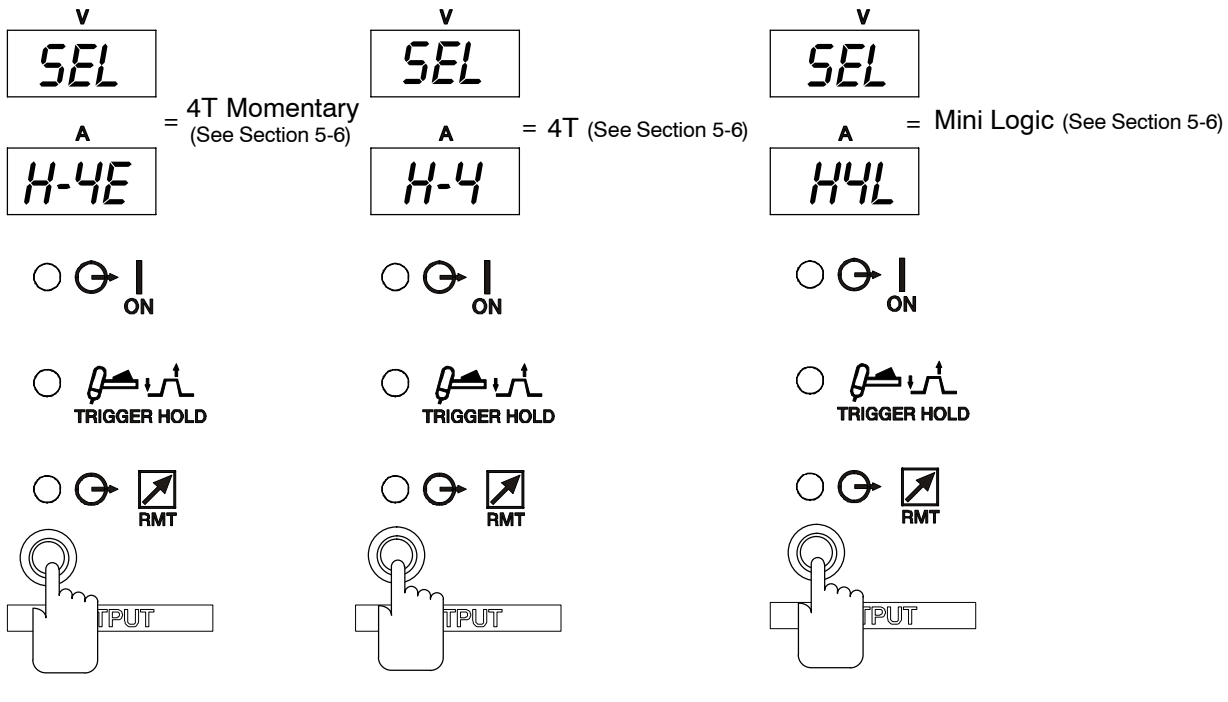 V
SEL
A
H-4E
= 4T Momentary
(See Section 5-6)
ON
TRIGGER HOLD
RMT
TPUT
V
SEL
A
H-4
= 4T (See Section 5-6)
ON
TRIGGER HOLD
RMT
TPUT
V
SEL
A
H4L
= Mini Logic (See Section 5-6)
ON
TRIGGER HOLD
RMT
TPUT